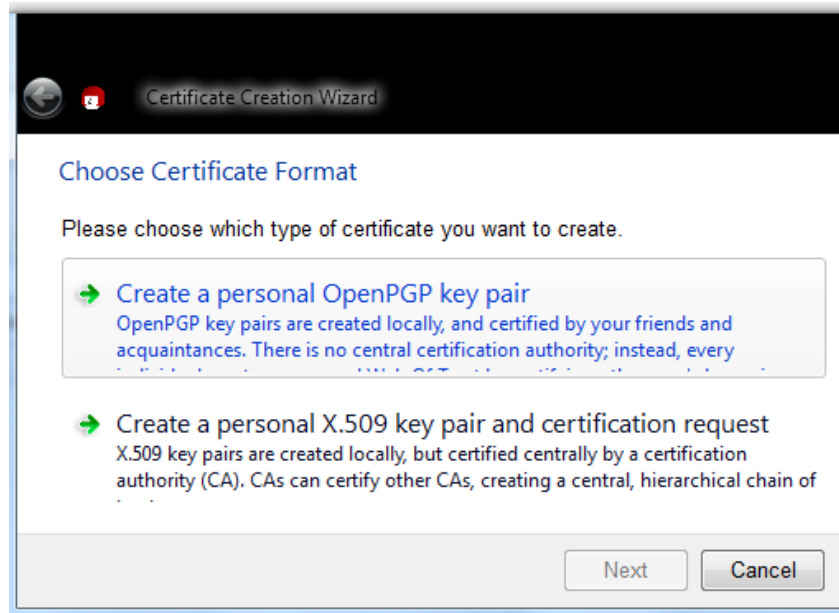 Certificate Creation Wizard
Choose Certificate Format
Please choose which type of certificate you want to create.
Create a personal OpenPGP key pair
OpenPGP key pairs are created locally, and certified by your friends and
acquaintances. There is no central certification authority; instead, every
Create a personal X.509 key pair and certification request
X.509 key pairs are created locally, but certified centrally by a certification
authority (CA). CAs can certify other CAs, creating a central, hierarchical chain of
Next
Cancel